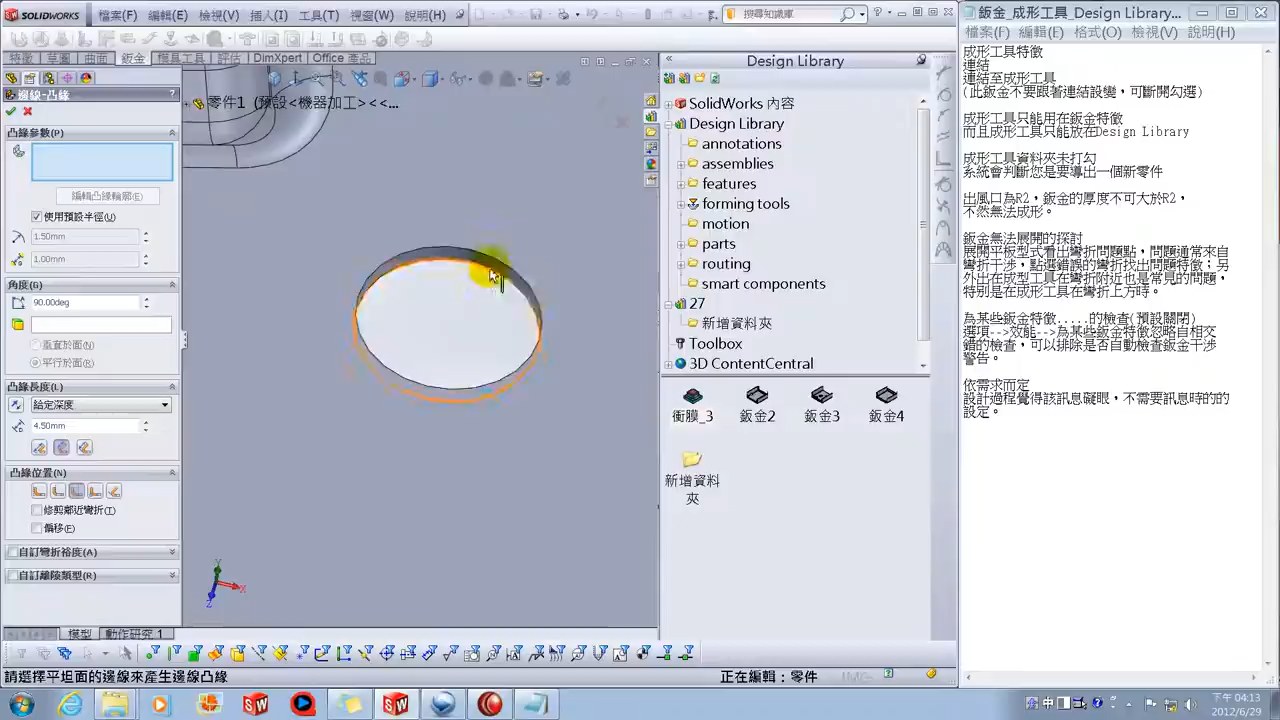 SOLIDWORKS 檔案(F) 編輯(E) 檢視(V) 插入(I) 工具(T) 視窗(W) 說明(H) 搜尋知識庫
特徵 草圖 曲面 鈑金 模具工具 評估 DimXpert Office 產品
邊線-凸緣 ?
凸緣參數(P)
編輯凸緣輪廓(E)
使用預設半徑(U)
1.50mm
1.00mm
角度(G)
90.00deg
垂直於面(N)
平行於面(R)
凸緣長度(L)
給定深度
4.50mm
凸緣位置(N)
修剪鄰近彎折(T)
偏移(F)
自訂彎折裕度(A)
自訂離隙類型(R)
零件1 (預設<機器加工><<...
Y
X
Z
模型 動作研究 1
請選擇平坦面的邊線來產生邊線凸緣
正在編輯：零件
Design Library
SolidWorks 內容
Design Library
annotations
assemblies
features
forming tools
motion
parts
routing
smart components
27
新增資料夾
Toolbox
3D ContentCentral
衝膜_3 鈑金2 鈑金3 鈑金4
新增資料
夾
鈑金_成形工具_Design Library...
檔案(F) 編輯(E) 格式(O) 檢視(V) 說明(H)
成形工具特徵
連結
連結至成形工具
(此鈑金不要跟著連結設變，可斷開勾選)
成形工具只能用在鈑金特徵
而且成形工具只能放在Design Library
成形工具資料夾未打勾
系統會判斷您是要導出一個新零件
出風口為R2，鈑金的厚度不可大於R2，
不然無法成形。
鈑金無法展開的探討
展開平板型式看出彎折問題點，問題通常來自
彎折干涉，點選錯誤的彎折找出問題特徵；另
外出在成型工具在彎折附近也是常見的問題，
特別是在成形工具在彎折上方時。
為某些鈑金特徵.....的檢查(預設關閉)
選項-->效能-->為某些鈑金特徵忽略自相交
錯的檢查，可以排除是否自動檢查鈑金干涉
警告。
依需求而定
設計過程覺得該訊息礙眼，不需要訊息時的的
設定。
中
下午 04:13
2012/6/29